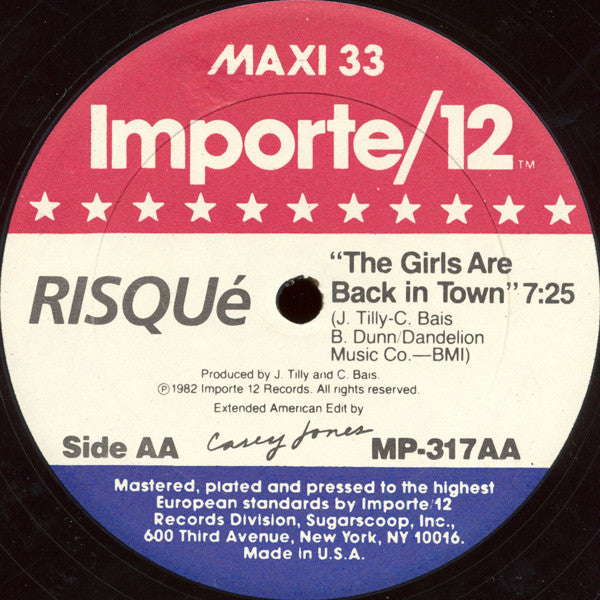 MAXI 33
Importe/12™
RISQUé
"The Girls Are
Back in Town" 7:25
(J. Tilly-C. Bais
B. Dunn/Dandelion
Music Co.—BMI)
Produced by J. Tilly and C. Bais.
℗1982 Importe 12 Records. All rights reserved.
Extended American Edit by
Casey Jones
Side AA
MP-317AA
Mastered, plated and pressed to the highest
European standards by Importe/12
Records Division, Sugarscoop, Inc.,
600 Third Avenue, New York, NY 10016.
Made in U.S.A.